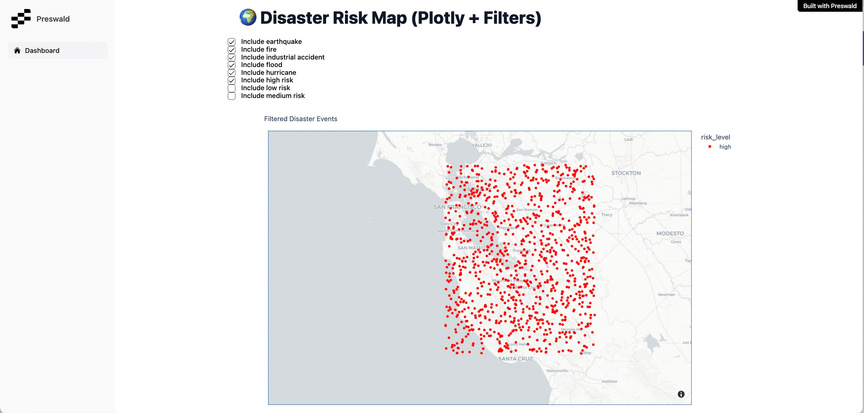 Built with Preswald
Preswald
Dashboard
🌍 Disaster Risk Map (Plotly + Filters)
Include earthquake
Include fire
Include industrial accident
Include flood
Include hurricane
Include high risk
Include low risk
Include medium risk
Filtered Disaster Events
risk_level
high
VALLEJO
STOCKTON
Tracy
MODESTO
SANTA CRUZ